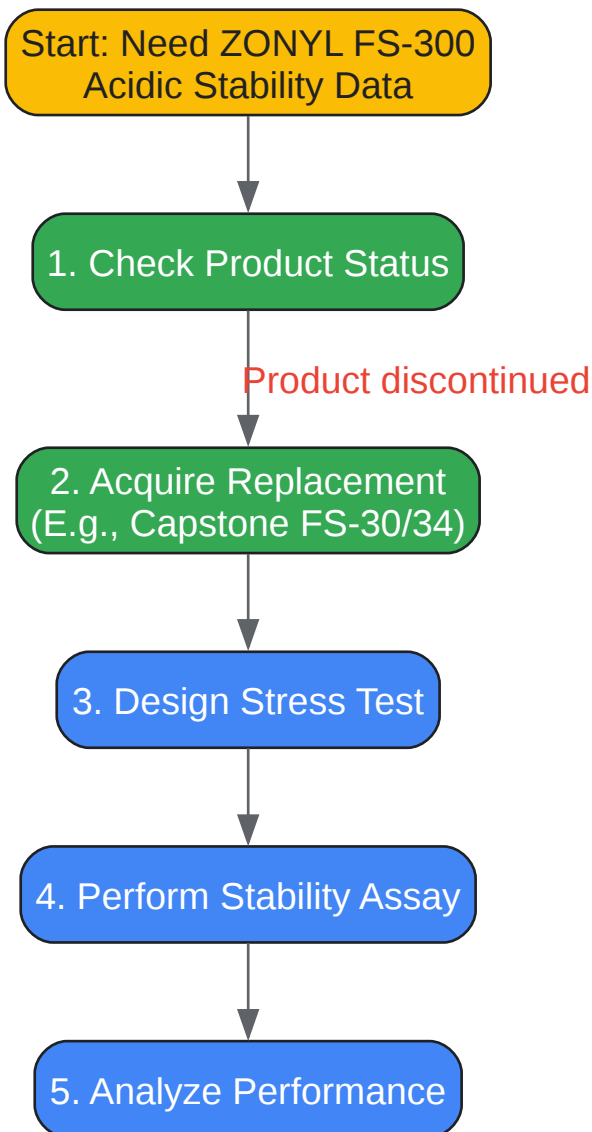 Start: Need ZONYL FS-300
Acidic Stability Data
1. Check Product Status
Product discontinued
2. Acquire Replacement
(E.g., Capstone FS-30/34)
3. Design Stress Test
4. Perform Stability Assay
5. Analyze Performance